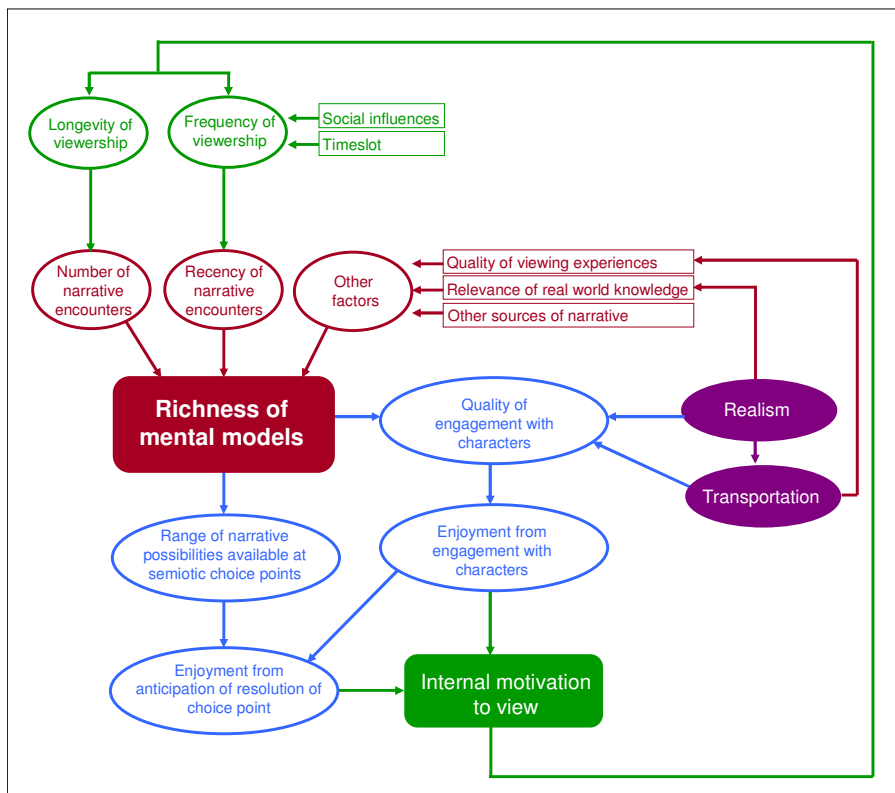 Longevity of
viewership
Frequency of
viewership
Social influences
Timeslot
Number of
narrative
encounters
Recency of
narrative
encounters
Other
factors
Quality of viewing experiences
Relevance of real world knowledge
Other sources of narrative
Richness of
mental models
Quality of
engagement with
characters
Realism
Transportation
Range of narrative
possibilities available at
semiotic choice points
Enjoyment from
engagement with
characters
Enjoyment from
anticipation of resolution of
choice point
Internal motivation
to view